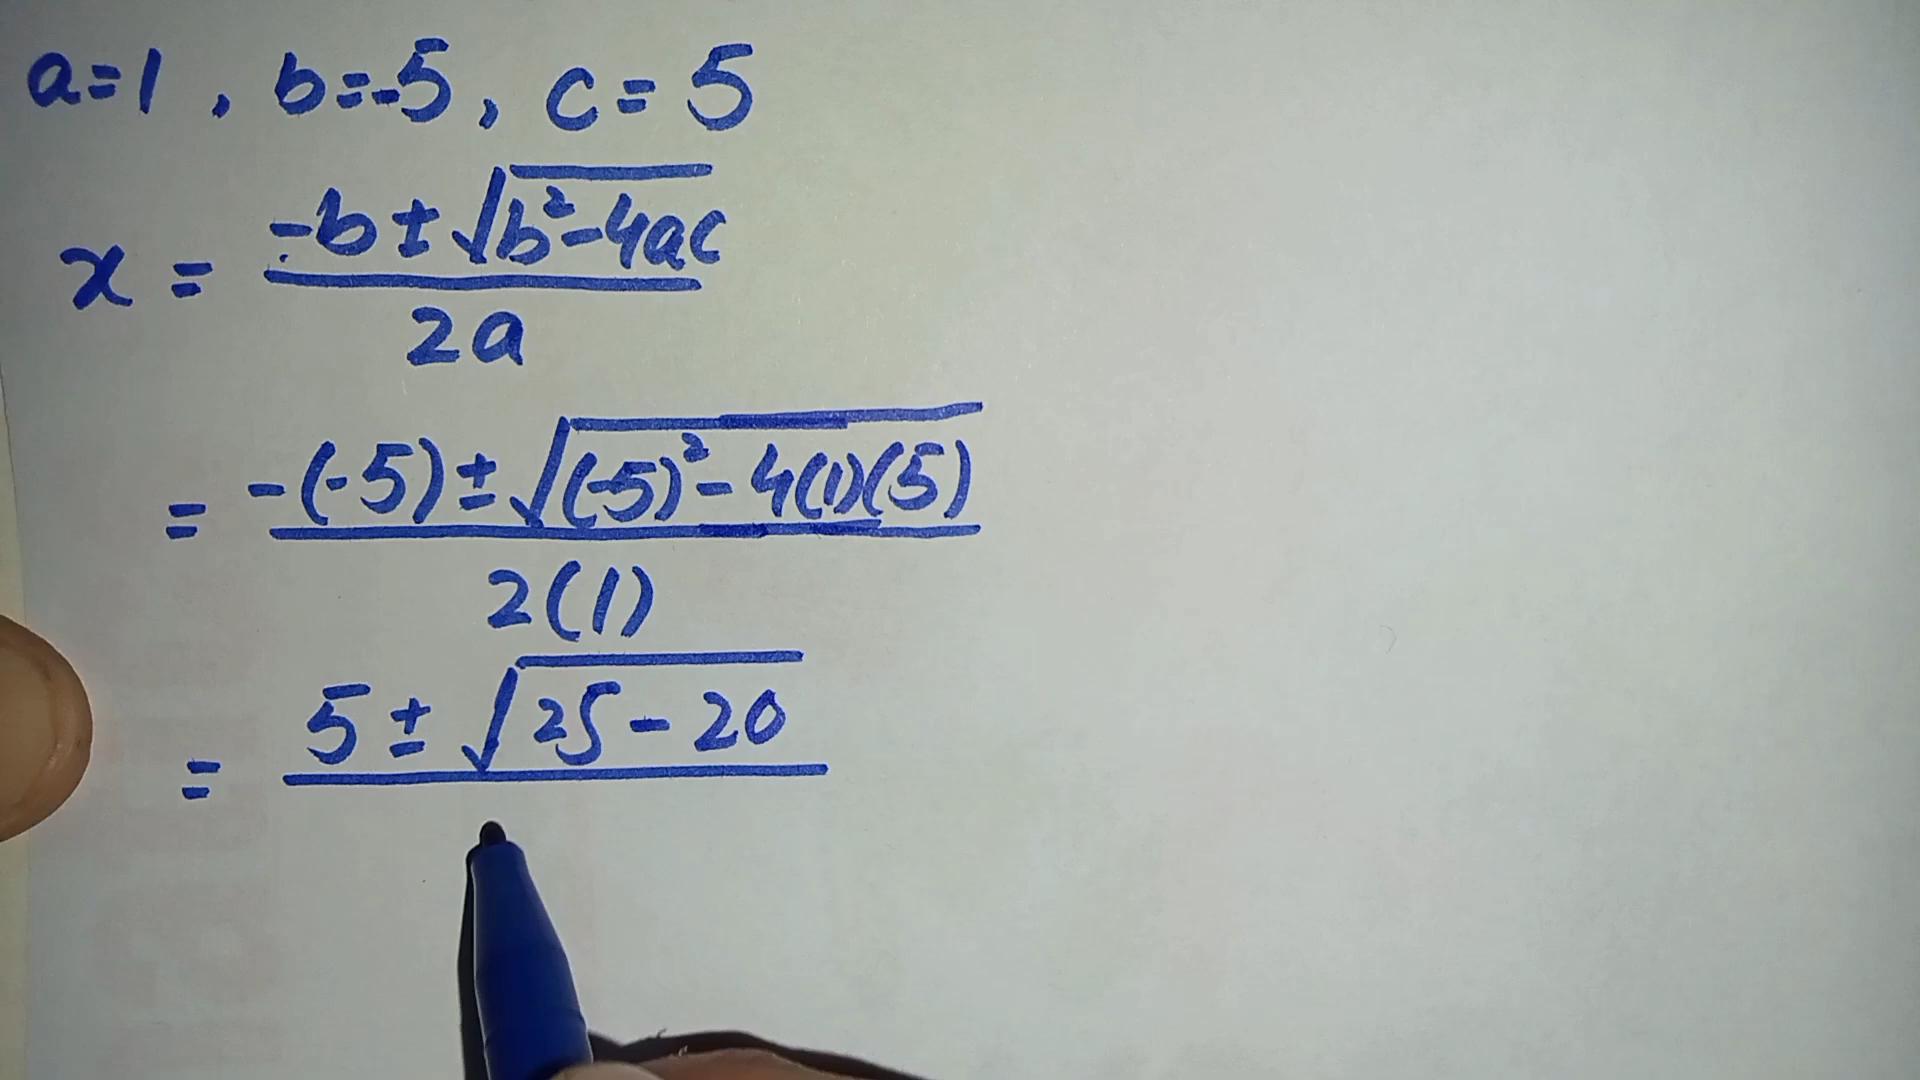 a=1, b=-5, c=5
x = (-b ± √(b²-4ac)) / 2a
= (-(-5) ± √((-5)²-4(1)(5))) / 2(1)
= 5 ± √(25-20)